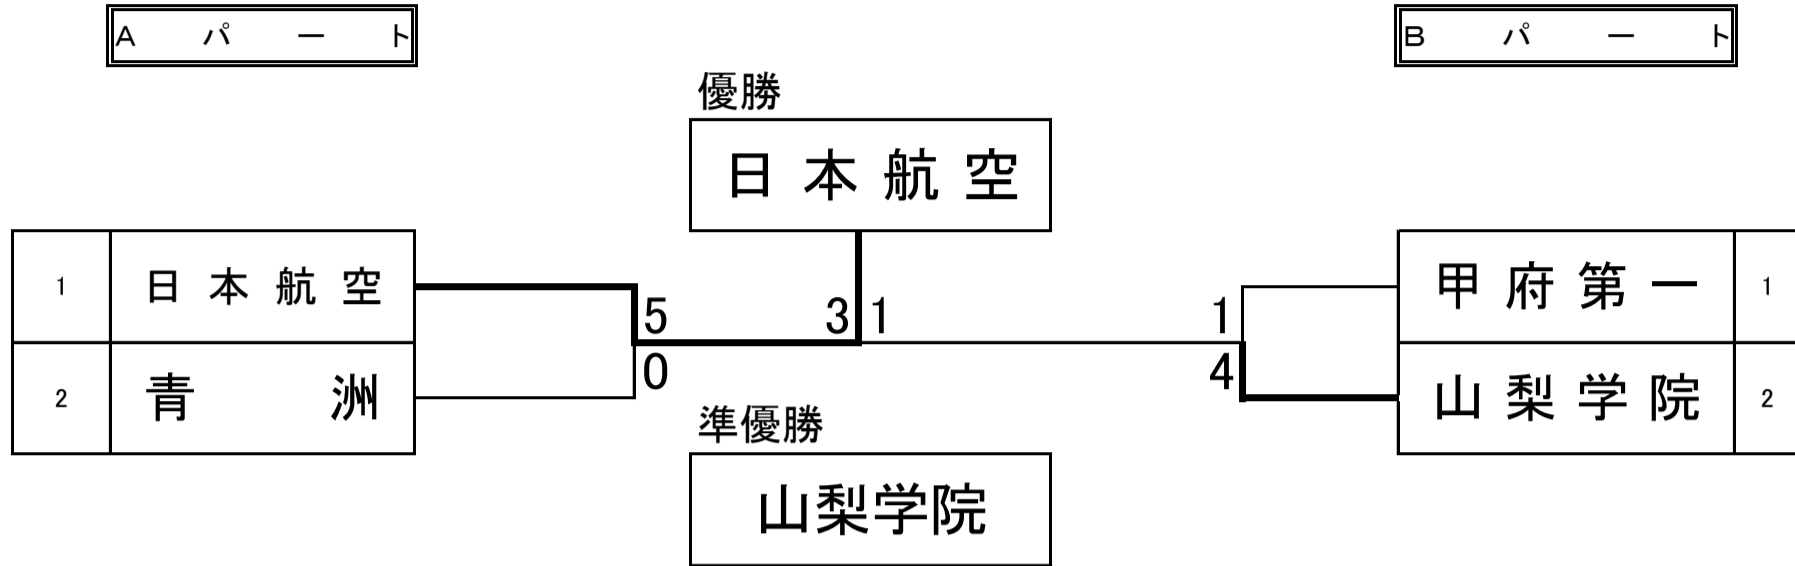 Aパート
Bパート
優勝
日本航空
1 日本航空
5
3 1
1
甲府第一 1
2 青洲
0
4
山梨学院 2
準優勝
山梨学院